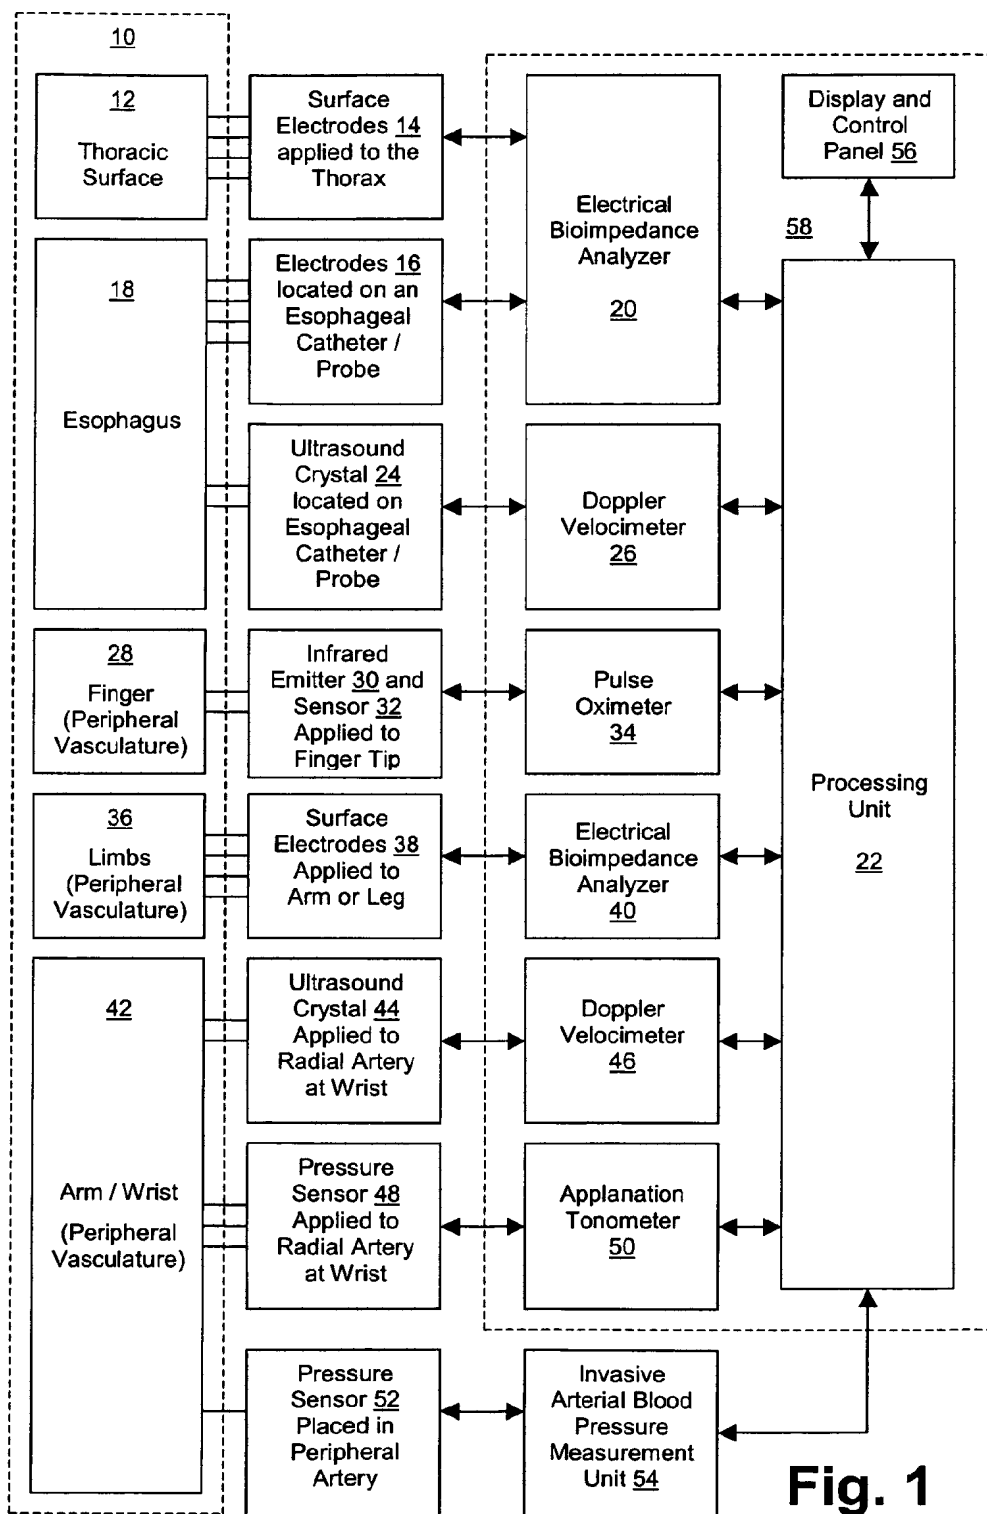 10
12
Thoracic
Surface
Surface
Electrodes 14
applied to the
Thorax
Electrical
Bioimpedance
Analyzer
20
Display and
Control
Panel 56
58
18
Esophagus
Electrodes 16
located on an
Esophageal
Catheter /
Probe
Ultrasound
Crystal 24
located on
Esophageal
Catheter /
Probe
Doppler
Velocimeter
26
28
Finger
(Peripheral
Vasculature)
Infrared
Emitter 30 and
Sensor 32
Applied to
Finger Tip
Pulse
Oximeter
34
Processing
Unit
22
36
Limbs
(Peripheral
Vasculature)
Surface
Electrodes 38
Applied to
Arm or Leg
Electrical
Bioimpedance
Analyzer
40
42
Arm / Wrist
(Peripheral
Vasculature)
Ultrasound
Crystal 44
Applied to
Radial Artery
at Wrist
Doppler
Velocimeter
46
Pressure
Sensor 48
Applied to
Radial Artery
at Wrist
Applanation
Tonometer
50
Pressure
Sensor 52
Placed in
Peripheral
Artery
Invasive
Arterial Blood
Pressure
Measurement
Unit 54
Fig. 1